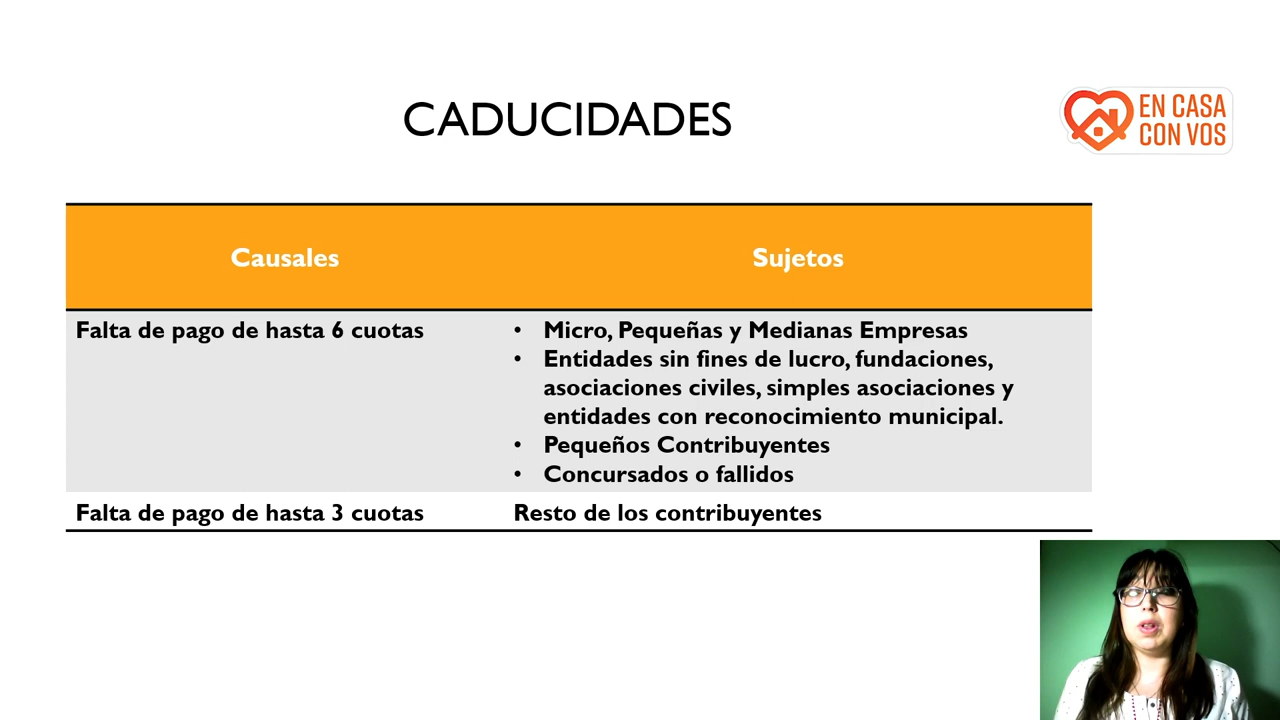 CADUCIDADES
EN CASA
CON VOS
Causales
Sujetos
Falta de pago de hasta 6 cuotas
• Micro, Pequeñas y Medianas Empresas
• Entidades sin fines de lucro, fundaciones,
asociaciones civiles, simples asociaciones y
entidades con reconocimiento municipal.
• Pequeños Contribuyentes
• Concursados o fallidos
Falta de pago de hasta 3 cuotas
Resto de los contribuyentes